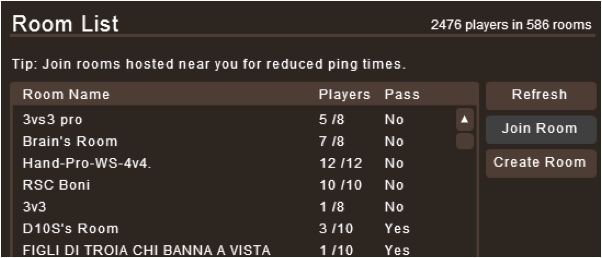 Room List 2476 players in 586 rooms
Tip: Join rooms hosted near you for reduced ping times.
Room Name Players Pass Refresh
3vs3 pro 5 /8 No
Join Room
Brain's Room 7 /8 No
Hand-Pro-WS-4v4. 12 /12 No Create Room
RSC Boni 10 /10 No
3v3 1 /8 No
D10S's Room 3 /10 Yes
FIGLI DI TROIA CHI BANNA A VISTA 1 /10 Yes